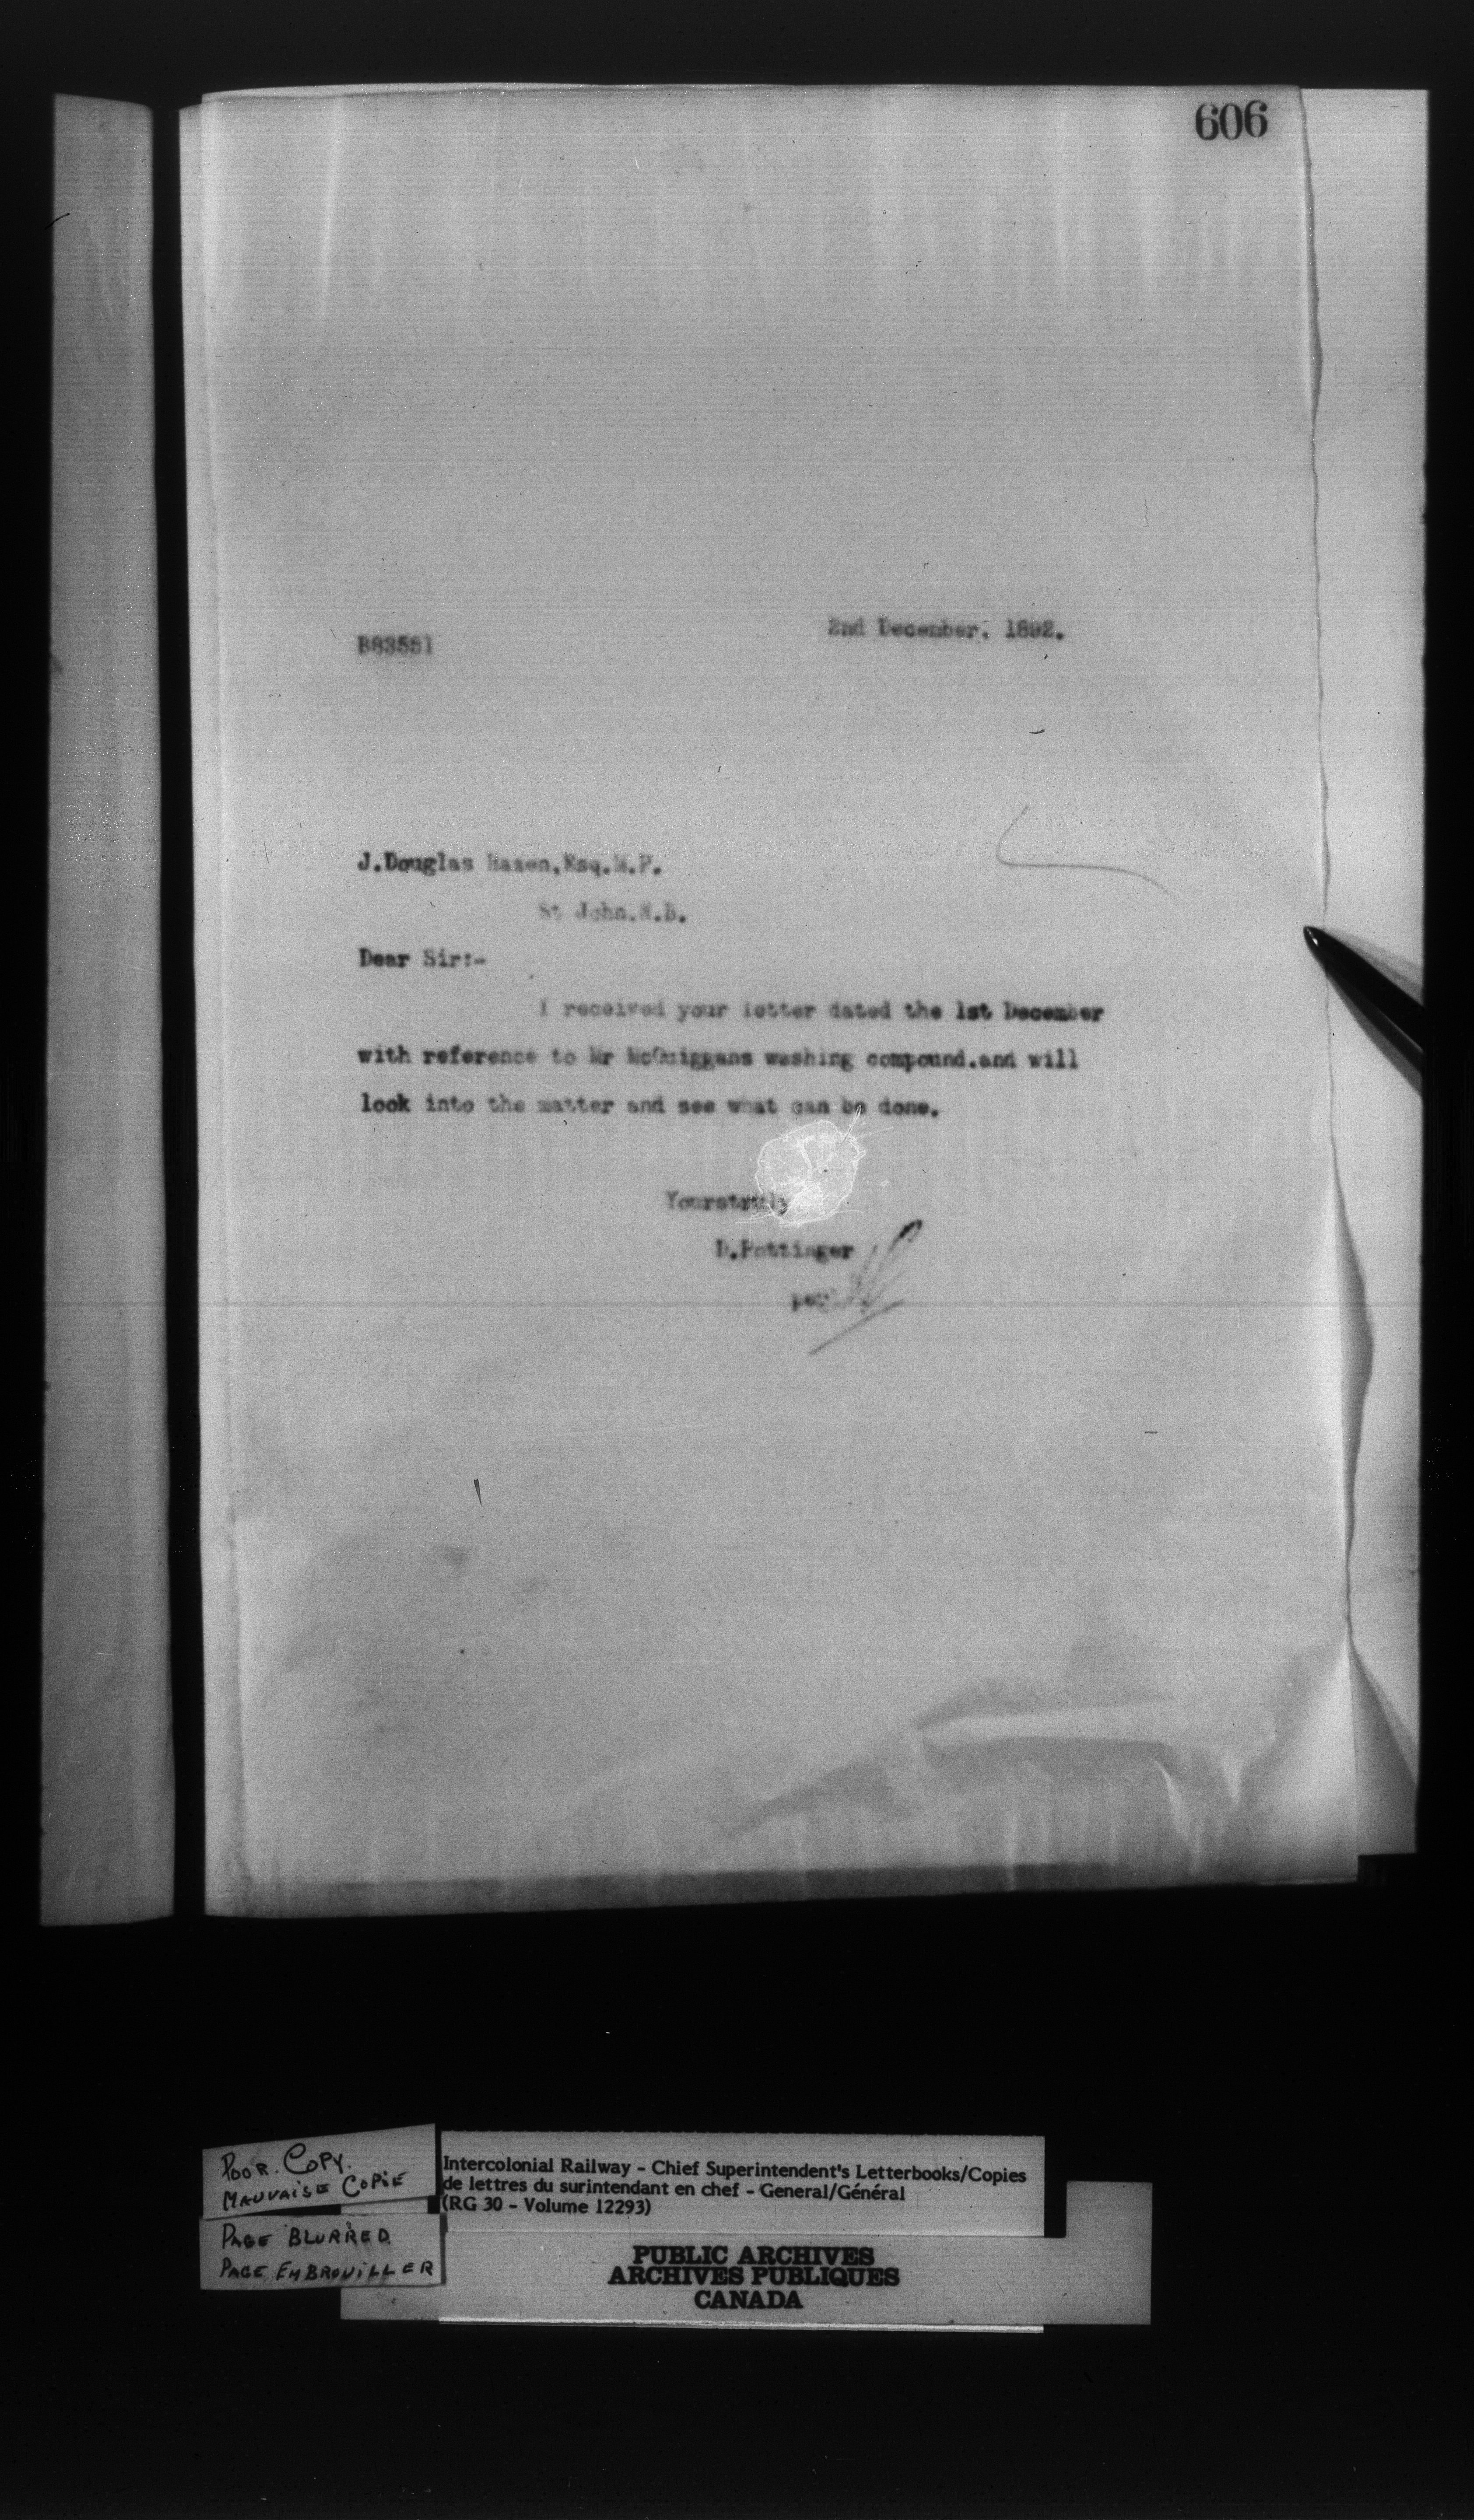 606
2nd December. 1892.
B83551
J.Douglas Hazen,Esq.M.P.
St John.N.B.
Dear Sir:-
I received your letter dated the 1st December
with reference to Mr McQuiggans washing compound.and will
look into the matter and see what can be done.
Yourstruly
D.Pottinger
per
POOR COPY.
MAUVAISE COPIE
PAGE BLURRED
PAGE EMBROUILLER
Intercolonial Railway - Chief Superintendent's Letterbooks/Copies
de lettres du surintendant en chef - General/Général
(RG 30 - Volume 12293)
PUBLIC ARCHIVES
ARCHIVES PUBLIQUES
CANADA